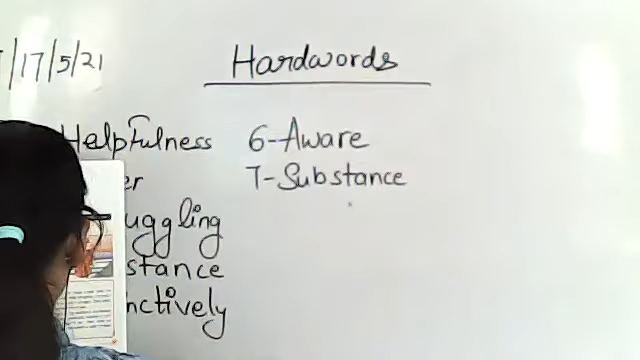 /17/5/21
Hardwords
Helpfulness
er
uggling
stance
nctively
6-Aware
7-Substance